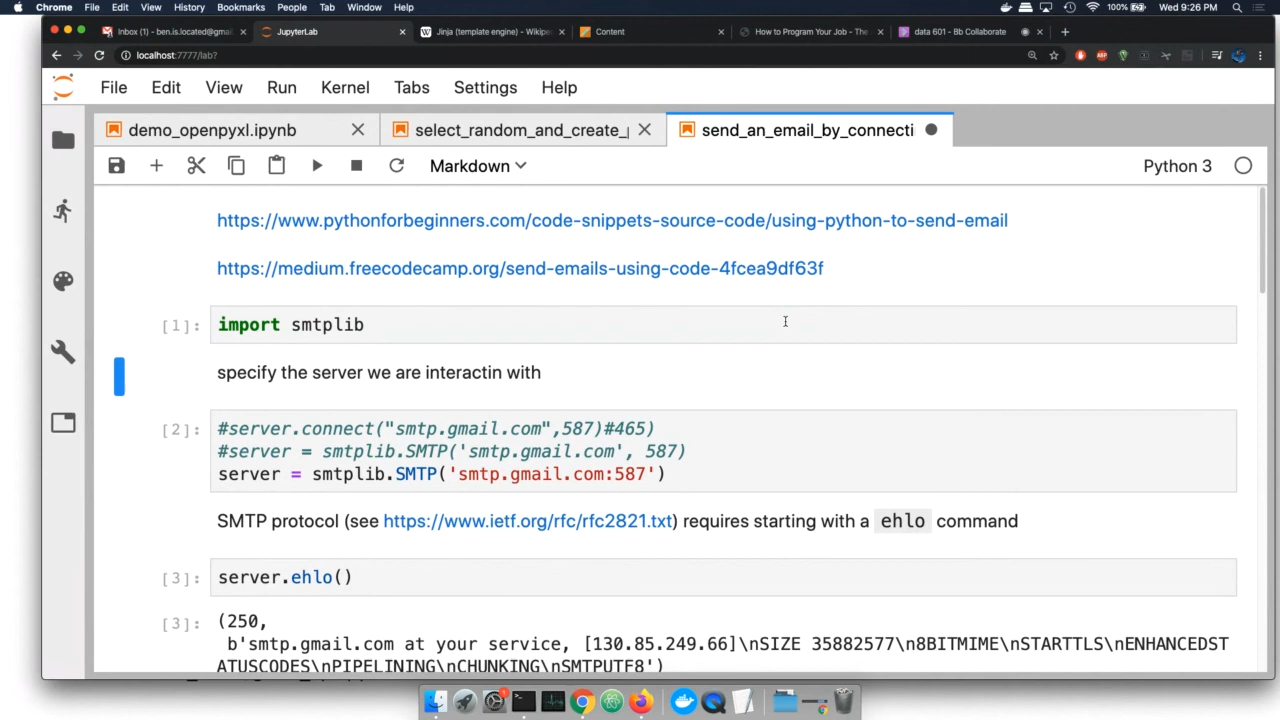 Chrome File Edit View History Bookmarks People Tab Window Help 100% Wed 9:26 PM
Inbox (1) - ben.is.located@gmai JupyterLab Jinja (template engine) - Wikipe Content How to Program Your Job - The data 601 - Bb Collaborate
localhost:7777/lab?
File Edit View Run Kernel Tabs Settings Help
demo_openpyxl.ipynb select_random_and_create_ send_an_email_by_connecti
Markdown Python 3
https://www.pythonforbeginners.com/code-snippets-source-code/using-python-to-send-email
https://medium.freecodecamp.org/send-emails-using-code-4fcea9df63f
[1]: import smtplib
specify the server we are interactin with
[2]: #server.connect("smtp.gmail.com",587)#465)
#server = smtplib.SMTP('smtp.gmail.com', 587)
server = smtplib.SMTP('smtp.gmail.com:587')
SMTP protocol (see https://www.ietf.org/rfc/rfc2821.txt) requires starting with a ehlo command
[3]: server.ehlo()
[3]: (250,
b'smtp.gmail.com at your service, [130.85.249.66]\nSIZE 35882577\n8BITMIME\nSTARTTLS\nENHANCEDST
ATUSCODES\nPIPELINING\nCHUNKING\nSMTPUTF8')